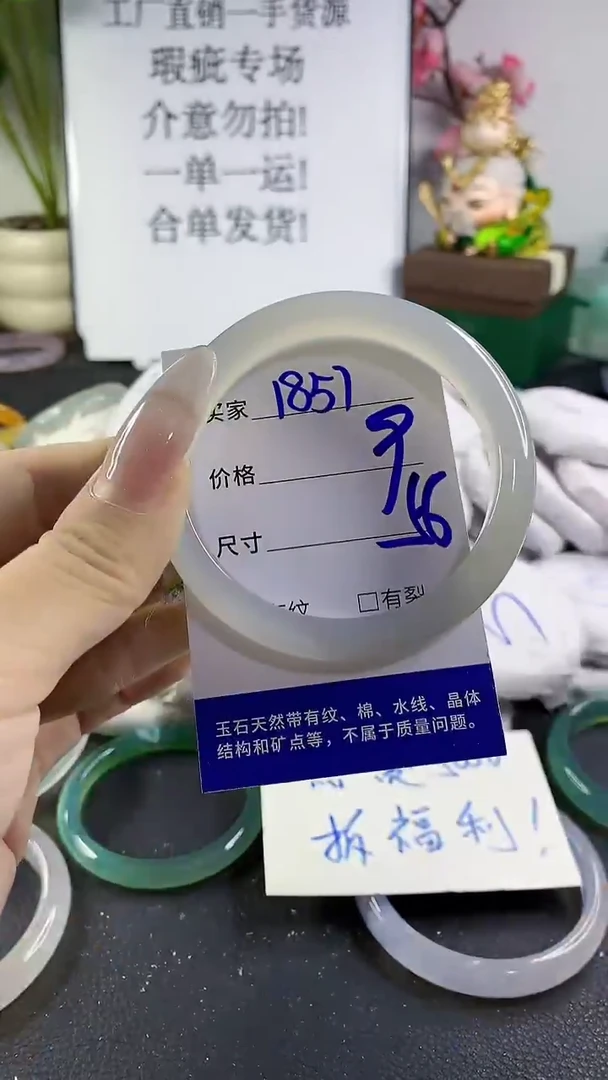 工厂直销一手货源
瑕疵专场
介意勿拍!
一单一运!
合单发货!
买家 1857
价格
尺寸 56
纹 □有裂
玉石天然带有纹、棉、水线、晶体
结构和矿点等，不属于质量问题。
拆福利!